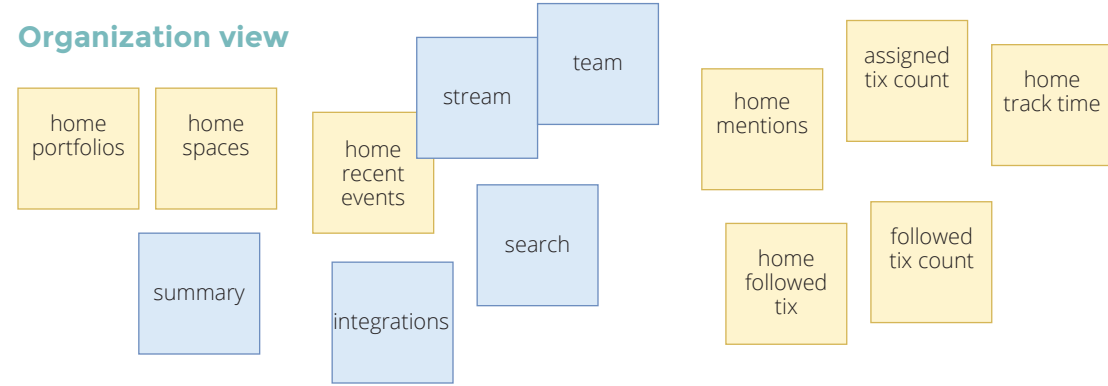 Organization view
home
portfolios
home
spaces
home
recent
events
stream
team
summary
integrations
search
home
mentions
assigned
tix count
home
track time
home
followed
tix
followed
tix count